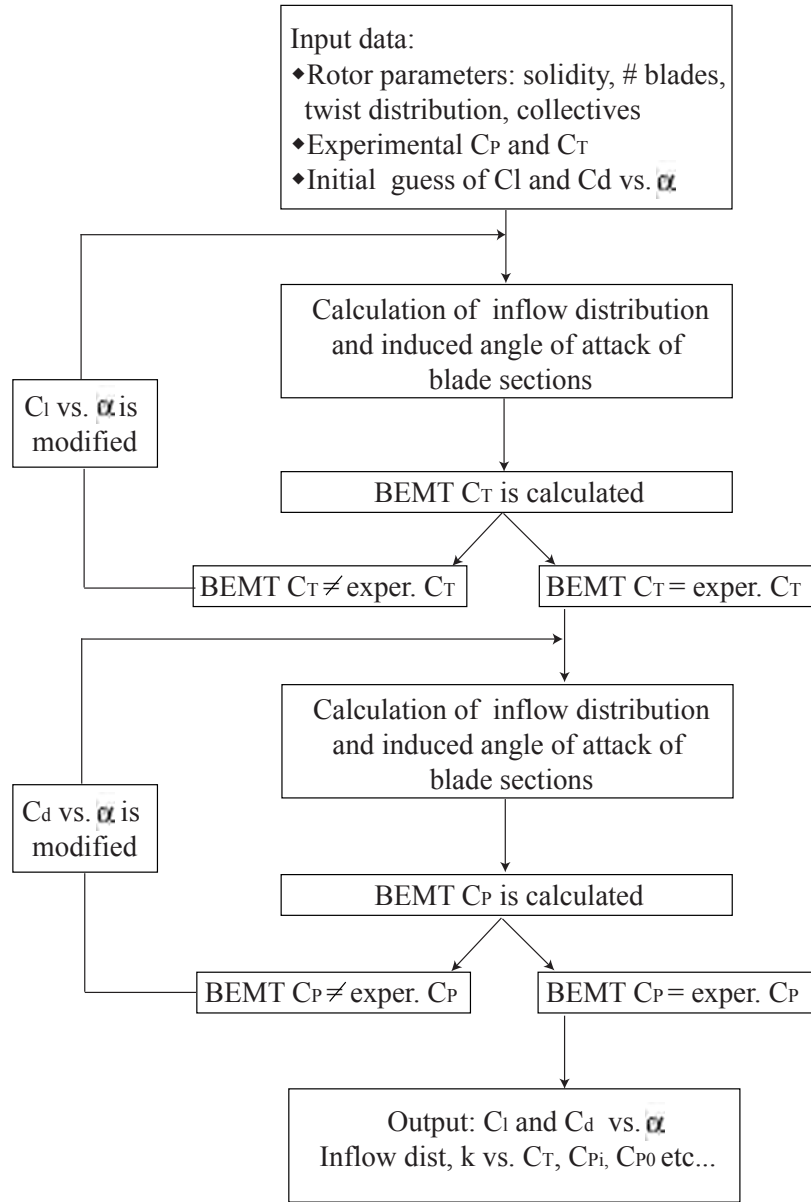 Input data:
◆Rotor parameters: solidity, # blades,
twist distribution, collectives
◆Experimental CP and CT
◆Initial guess of Cl and Cd vs. α
Calculation of inflow distribution
and induced angle of attack of
blade sections
Cl vs. α is
modified
BEMT CT is calculated
BEMT CT ≠ exper. CT
BEMT CT = exper. CT
Calculation of inflow distribution
and induced angle of attack of
blade sections
Cd vs. α is
modified
BEMT CP is calculated
BEMT CP ≠ exper. CP
BEMT CP = exper. CP
Output: Cl and Cd vs. α
Inflow dist, k vs. CT, CPi, CP0 etc...